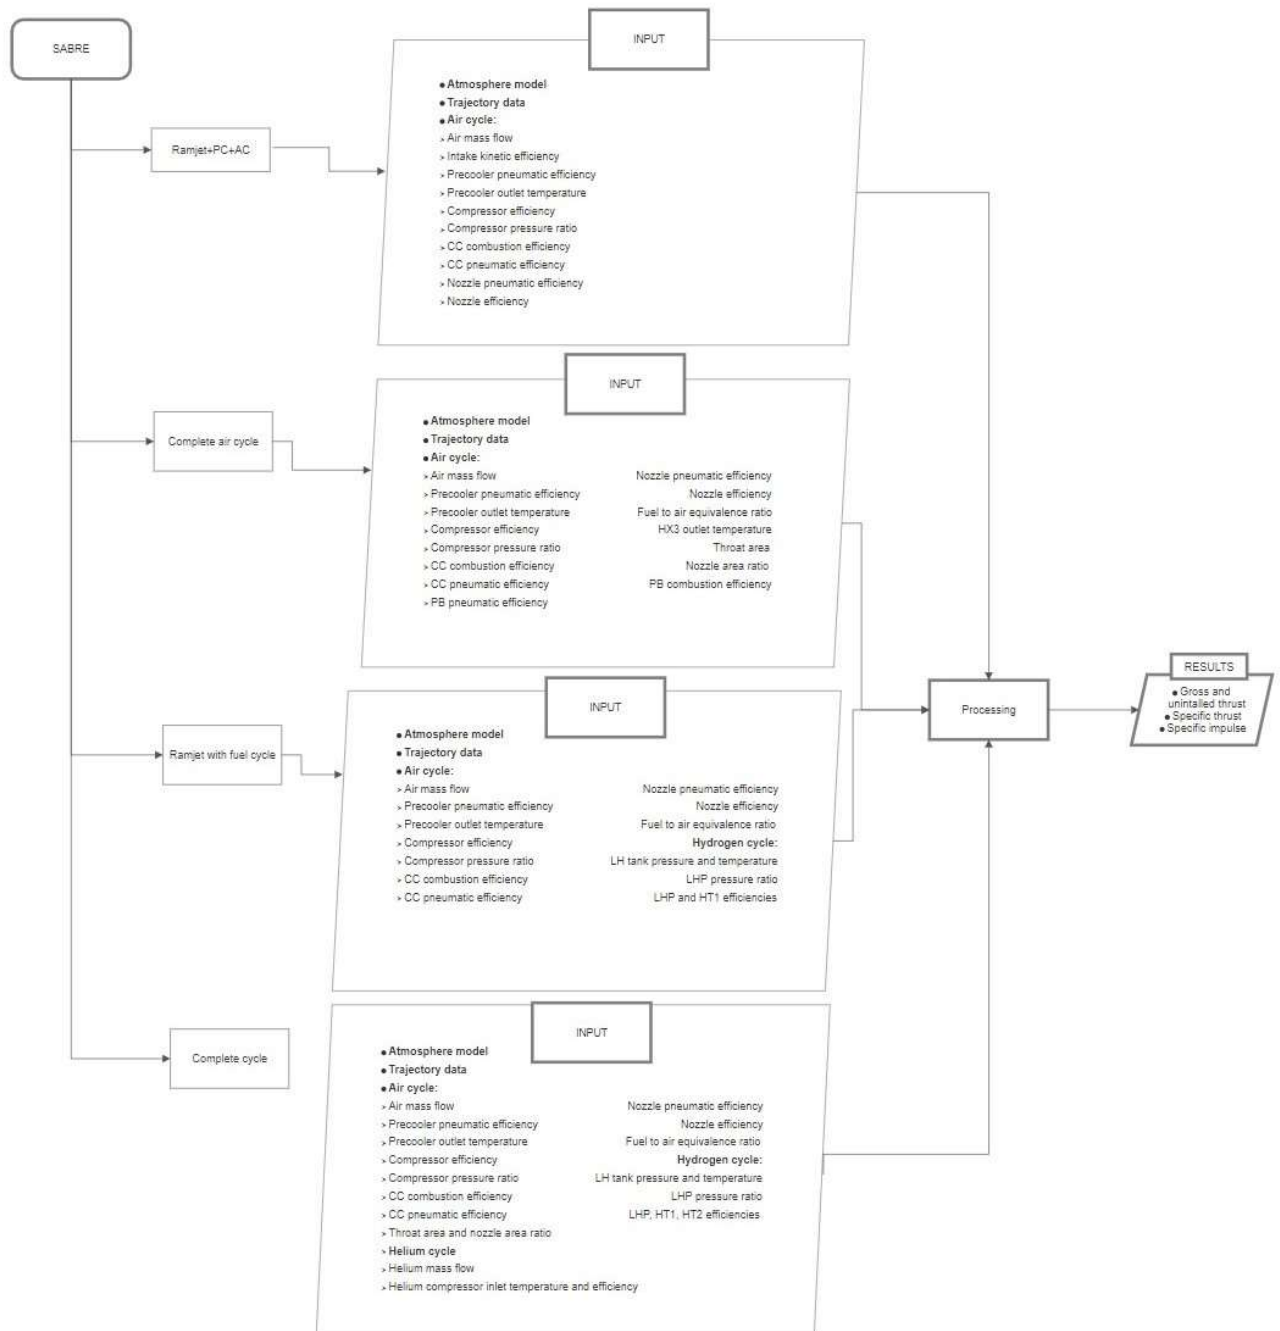 SABRE
Ramjet+PC+AC
INPUT
● Atmosphere model
● Trajectory data
● Air cycle:
➢ Air mass flow
➢ Intake kinetic efficiency
➢ Precooler pneumatic efficiency
➢ Precooler outlet temperature
➢ Compressor efficiency
➢ Compressor pressure ratio
➢ CC combustion efficiency
➢ CC pneumatic efficiency
➢ Nozzle pneumatic efficiency
➢ Nozzle efficiency
Complete air cycle
INPUT
● Atmosphere model
● Trajectory data
● Air cycle:
➢ Air mass flow
➢ Precooler pneumatic efficiency
➢ Precooler outlet temperature
➢ Compressor efficiency
➢ Compressor pressure ratio
➢ CC combustion efficiency
➢ CC pneumatic efficiency
➢ PB pneumatic efficiency
Nozzle pneumatic efficiency
Nozzle efficiency
Fuel to air equivalence ratio
HX3 outlet temperature
Throat area
Nozzle area ratio
PB combustion efficiency
Ramjet with fuel cycle
INPUT
● Atmosphere model
● Trajectory data
● Air cycle:
➢ Air mass flow
➢ Precooler pneumatic efficiency
➢ Precooler outlet temperature
➢ Compressor efficiency
➢ Compressor pressure ratio
➢ CC combustion efficiency
➢ CC pneumatic efficiency
Nozzle pneumatic efficiency
Nozzle efficiency
Fuel to air equivalence ratio
Hydrogen cycle:
LH tank pressure and temperature
LHP pressure ratio
LHP and HT1 efficiencies
Complete cycle
INPUT
● Atmosphere model
● Trajectory data
● Air cycle:
➢ Air mass flow
➢ Precooler pneumatic efficiency
➢ Precooler outlet temperature
➢ Compressor efficiency
➢ Compressor pressure ratio
➢ CC combustion efficiency
➢ CC pneumatic efficiency
➢ Throat area and nozzle area ratio
➢ Helium cycle
➢ Helium mass flow
➢ Helium compressor inlet temperature and efficiency
Nozzle pneumatic efficiency
Nozzle efficiency
Fuel to air equivalence ratio
Hydrogen cycle:
LH tank pressure and temperature
LHP pressure ratio
LHP, HT1, HT2 efficiencies
Processing
RESULTS
● Gross and
unintalled thrust
● Specific thrust
● Specific impulse